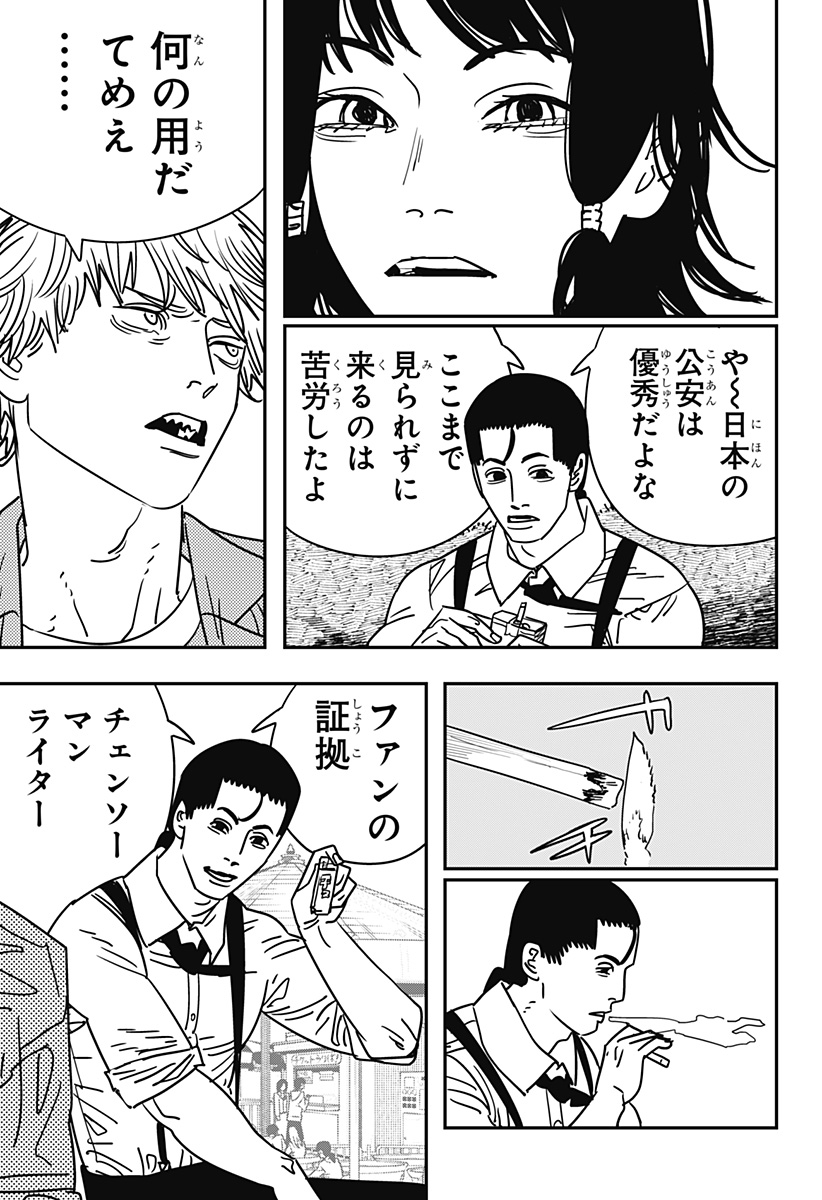 や〜日本の
公安は
優秀だよな
ここまで
見られずに
来るのは
苦労したよ
何の用だ
てめえ
……
チ
チ
ファンの
証拠
チェンソー
マン
ライター